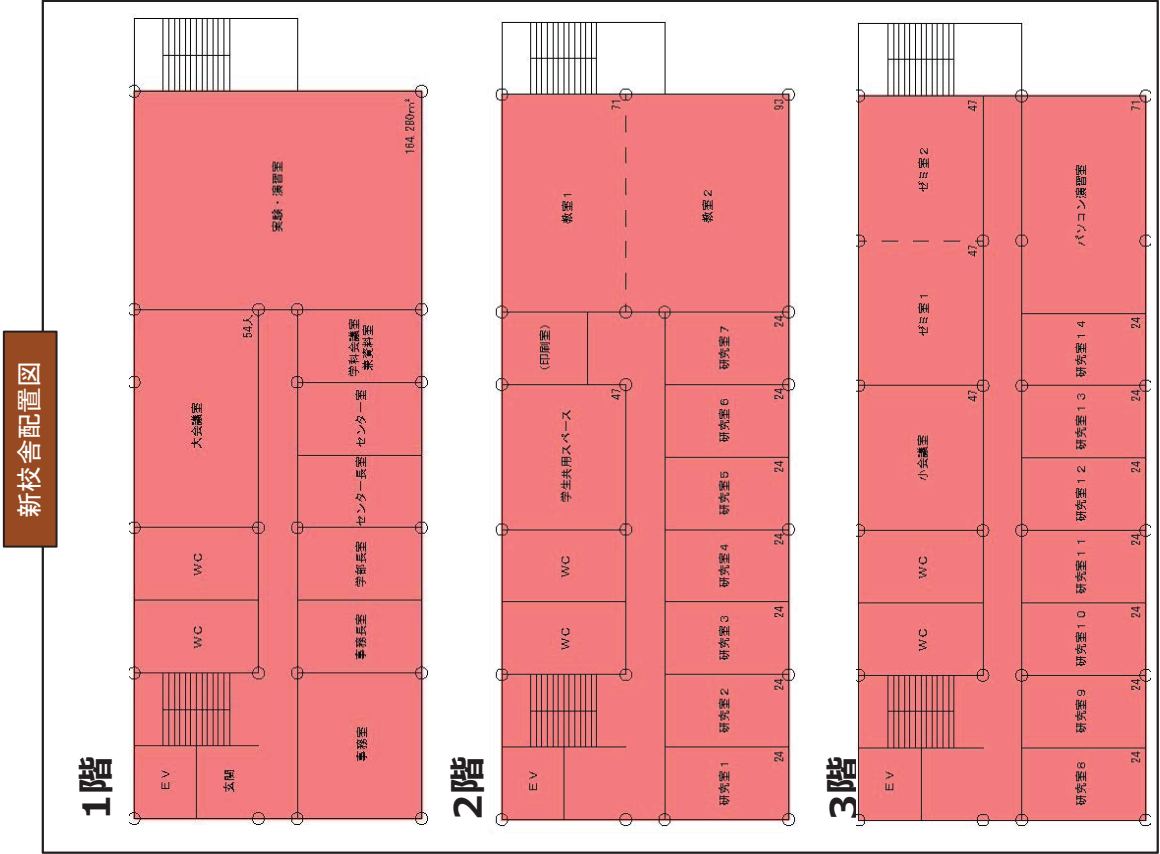 新校舎配置図
1階
EV
玄関
WC
WC
大会議室
54人
実験・演習室
164.280m²
事務室
事務長室
学部長室
センター長室
センター室
学科会議室
兼資料室
2階
EV
WC
WC
学生共用スペース
47
(印刷室)
教室1
71
教室2
93
研究室1
24
研究室2
24
研究室3
24
研究室4
24
研究室5
24
研究室6
24
研究室7
24
3階
EV
WC
WC
小会議室
47
ゼミ室1
47
ゼミ室2
47
研究室8
24
研究室9
24
研究室10
24
研究室11
24
研究室12
24
研究室13
24
研究室14
24
パソコン演習室
71